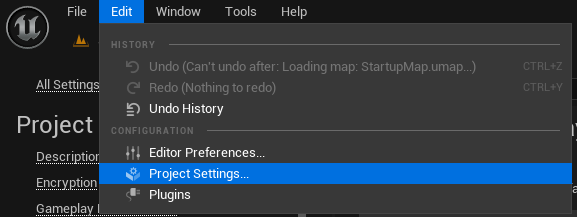 File Edit Window Tools Help
HISTORY
Undo (Can't undo after: Loading map: StartupMap.umap...) CTRL+Z
All Settings
Redo (Nothing to redo) CTRL+Y
Undo History
Project
CONFIGURATION
Editor Preferences...
Description
Project Settings...
Encryption
Plugins
Gameplay